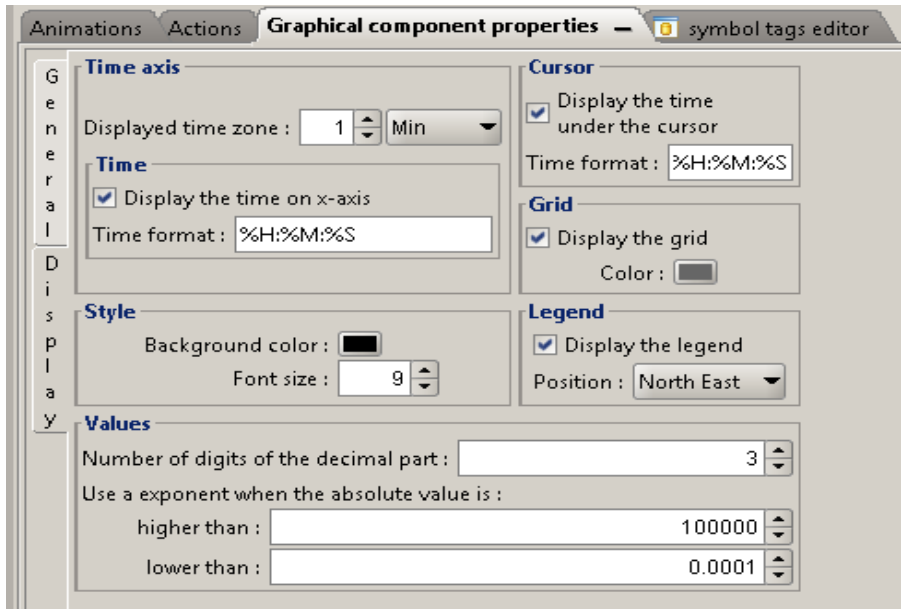 Animations Actions Graphical component properties symbol tags editor
General
Display
Time axis
Displayed time zone : 1 Min
Time
Display the time on x-axis
Time format : %H:%M:%S
Cursor
Display the time
under the cursor
Time format : %H:%M:%S
Grid
Display the grid
Color :
Style
Background color :
Font size : 9
Legend
Display the legend
Position : North East
Values
Number of digits of the decimal part : 3
Use a exponent when the absolute value is :
higher than : 100000
lower than : 0.0001